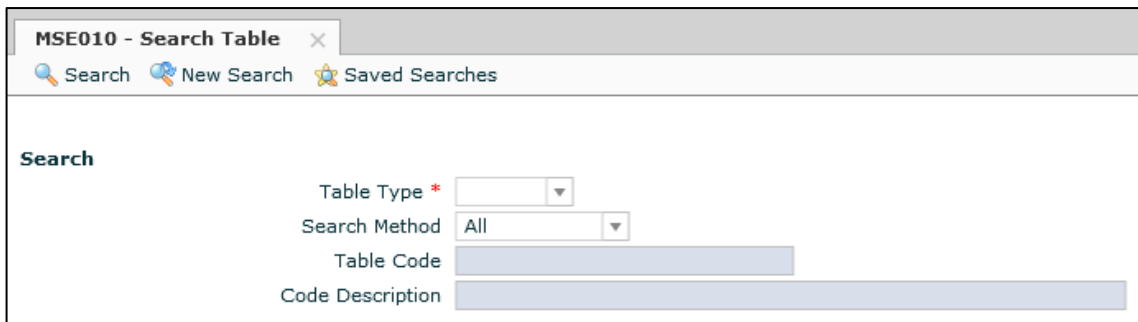 MSE010 - Search Table
Search New Search Saved Searches
Search
Table Type *
Search Method All
Table Code
Code Description